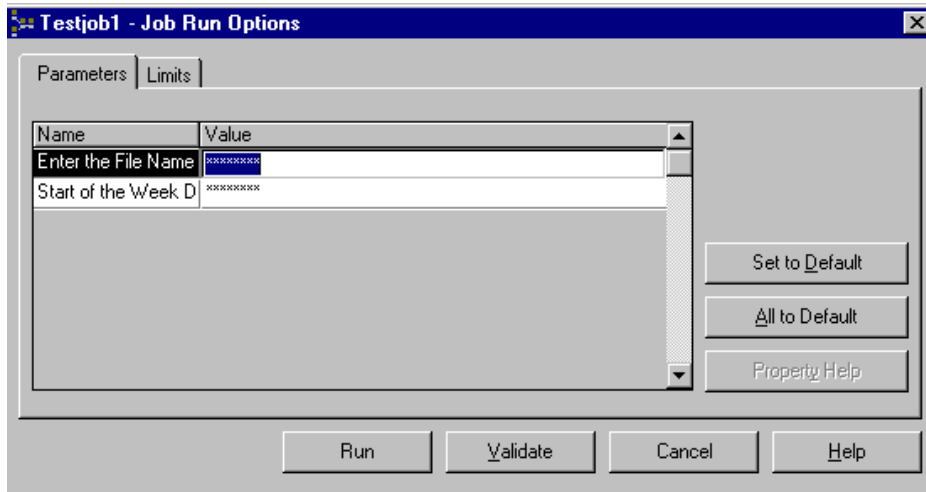 Testjob1 - Job Run Options
Parameters Limits
Name Value
Enter the File Name ********
Start of the Week D ********
Set to Default
All to Default
Property Help
Run Validate Cancel Help